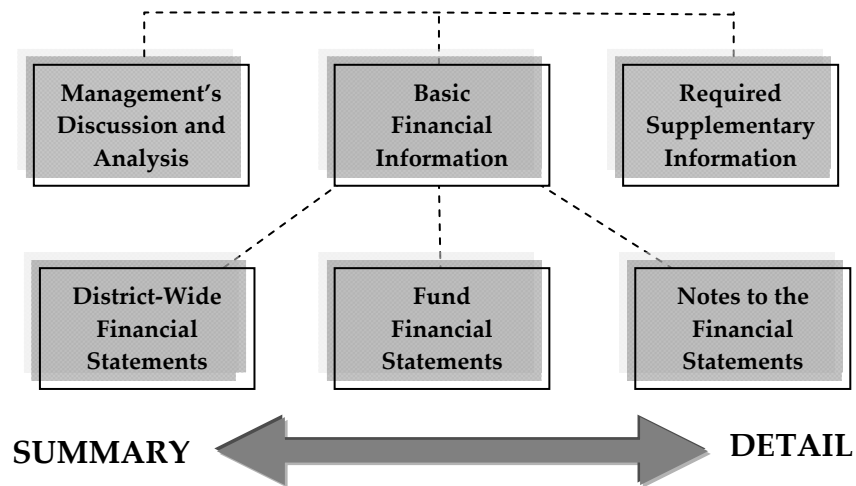 Management’s
Discussion and
Analysis
Basic
Financial
Information
Required
Supplementary
Information
District-Wide
Financial
Statements
Fund
Financial
Statements
Notes to the
Financial
Statements
SUMMARY
DETAIL